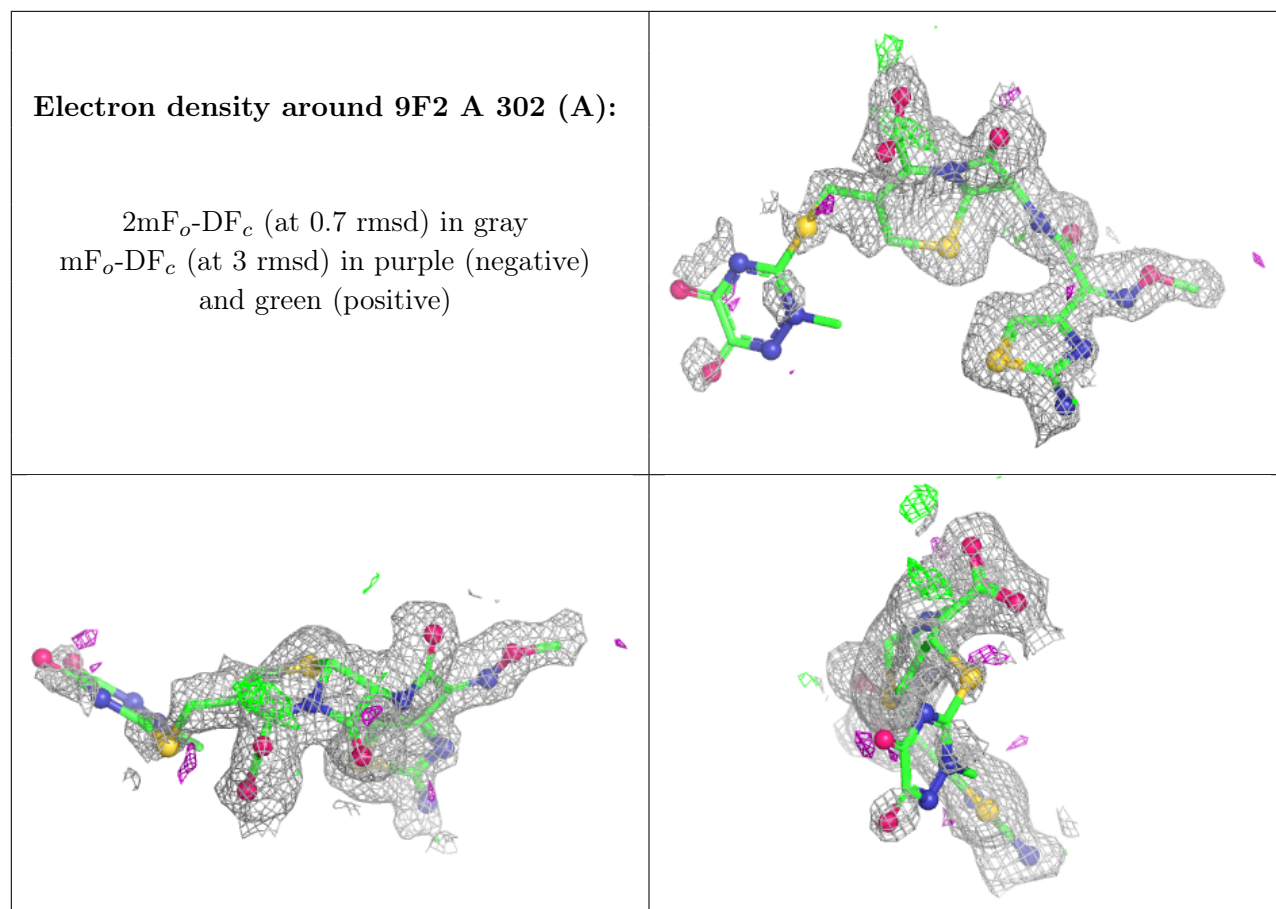 Electron density around 9F2 A 302 (A):
2mFo-DFc (at 0.7 rmsd) in gray
mFo-DFc (at 3 rmsd) in purple (negative)
and green (positive)